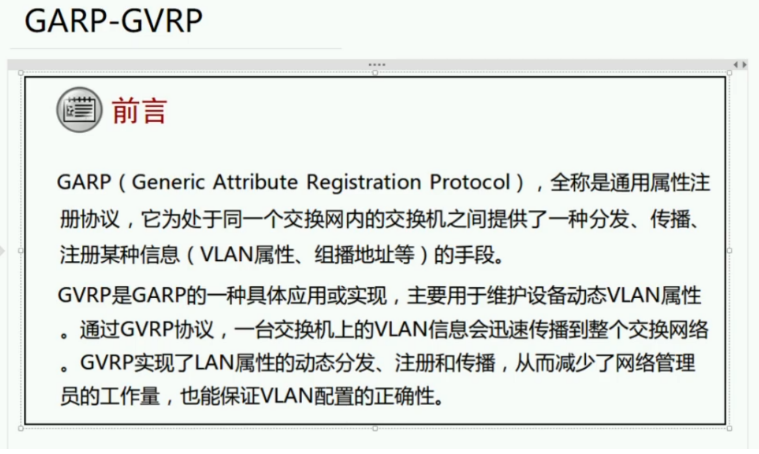 GARP-GVRP
前言
GARP（Generic Attribute Registration Protocol），全称是通用属性注
册协议，它为处于同一个交换网内的交换机之间提供了一种分发、传播、
注册某种信息（VLAN属性、组播地址等）的手段。
GVRP是GARP的一种具体应用或实现，主要用于维护设备动态VLAN属性
。通过GVRP协议，一台交换机上的VLAN信息会迅速传播到整个交换网络
。GVRP实现了LAN属性的动态分发、注册和传播，从而减少了网络管理
员的工作量，也能保证VLAN配置的正确性。